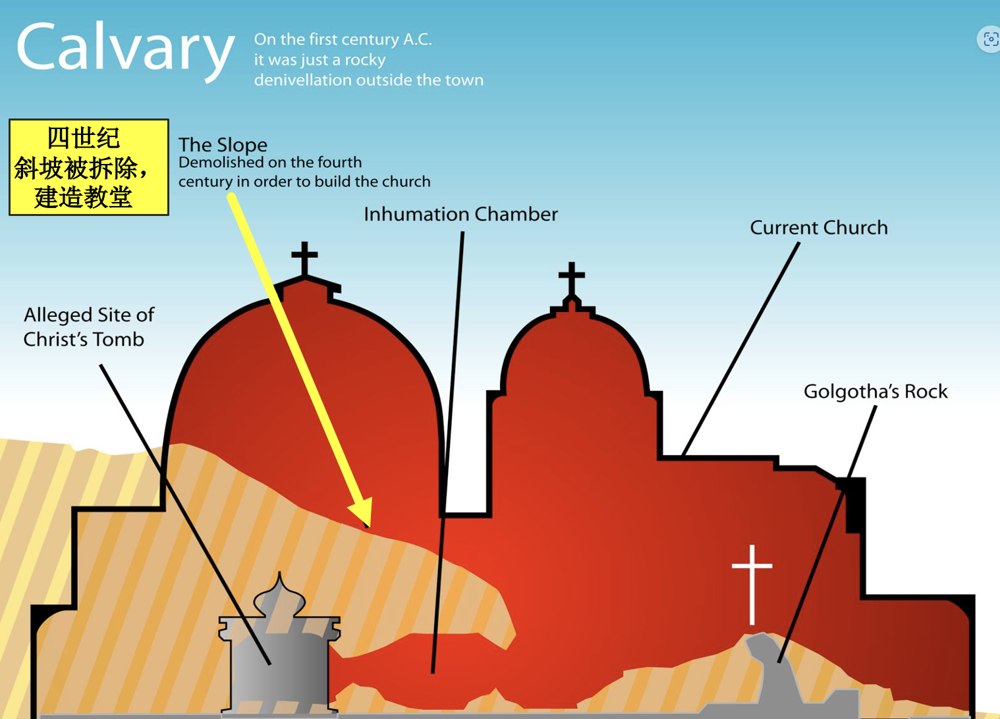 Calvary
On the first century A.C.
it was just a rocky
denivellation outside the town
四世纪
斜坡被拆除，
建造教堂
The Slope
Demolished on the fourth
century in order to build the church
Inhumation Chamber
Current Church
Alleged Site of
Christ's Tomb
Golgotha's Rock